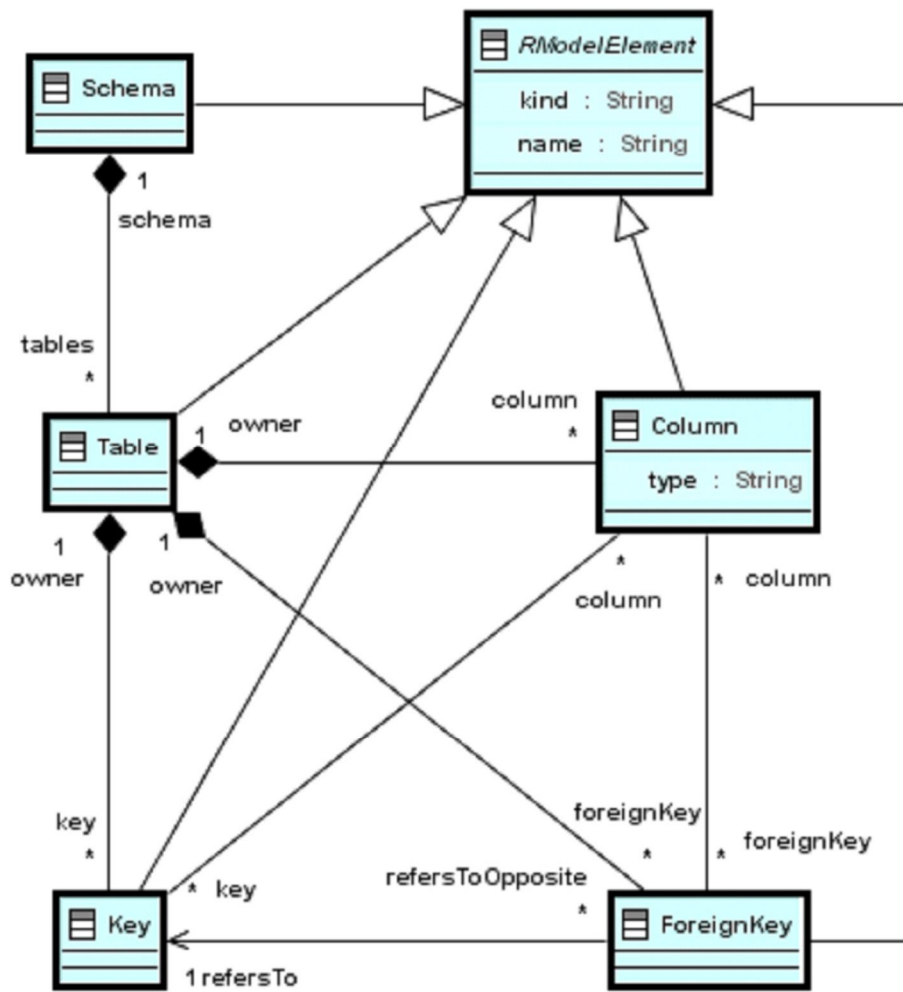 RModelElement
Schema
kind : String
name : String
1
schema
tables
*
column
*
owner
1
Column
Table
type : String
1
owner
1
owner
*
column
*
column
key
*
foreignKey
*
*
foreignKey
refersToOpposite
*
*
key
Key
ForeignKey
1 refersTo